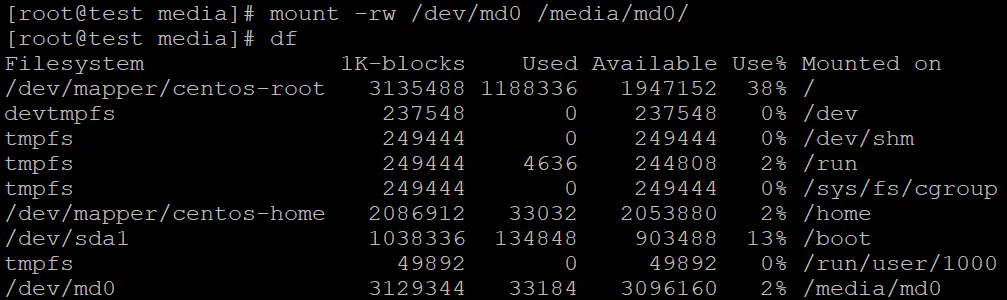 [root@test media]# mount -rw /dev/md0 /media/md0/
[root@test media]# df
Filesystem 1K-blocks Used Available Use% Mounted on
/dev/mapper/centos-root 3135488 1188336 1947152 38% /
devtmpfs 237548 0 237548 0% /dev
tmpfs 249444 0 249444 0% /dev/shm
tmpfs 249444 4636 244808 2% /run
tmpfs 249444 0 249444 0% /sys/fs/cgroup
/dev/mapper/centos-home 2086912 33032 2053880 2% /home
/dev/sda1 1038336 134848 903488 13% /boot
tmpfs 49892 0 49892 0% /run/user/1000
/dev/md0 3129344 33184 3096160 2% /media/md0